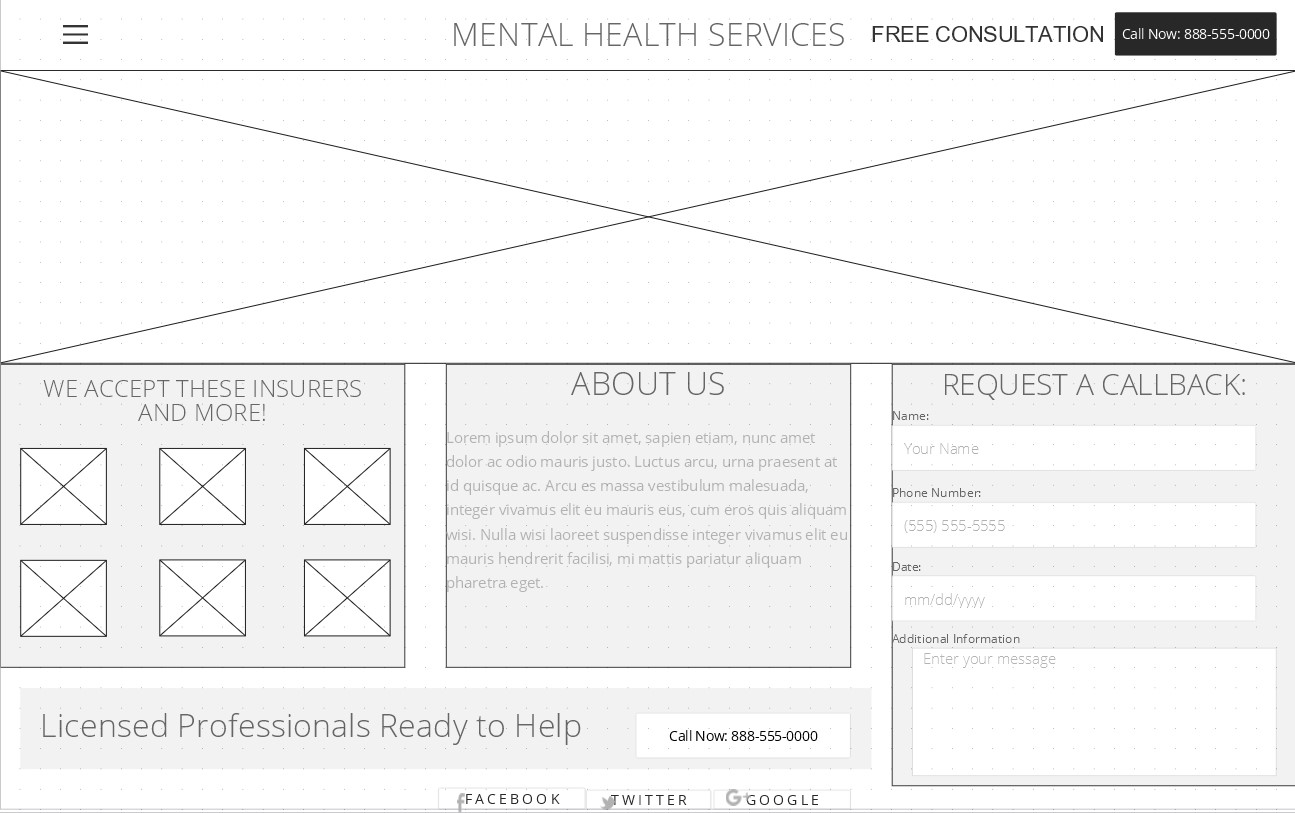 MENTAL HEALTH SERVICES
FREE CONSULTATION
Call Now: 888-555-0000
WE ACCEPT THESE INSURERS
AND MORE!
ABOUT US
Lorem ipsum dolor sit amet, sapien etiam, nunc amet
dolor ac odio mauris justo. Luctus arcu, urna praesent at
id quisque ac. Arcu es massa vestibulum malesuada,
integer vivamus elit eu mauris eus, cum eros quis aliquam
wisi. Nulla wisi laoreet suspendisse integer vivamus elit eu
mauris hendrerit facilisi, mi mattis pariatur aliquam
pharetra eget.
REQUEST A CALLBACK:
Name:
Your Name
Phone Number:
(555) 555-5555
Date:
mm/dd/yyyy
Additional Information
Enter your message
Licensed Professionals Ready to Help
Call Now: 888-555-0000
FACEBOOK
TWITTER
GOOGLE